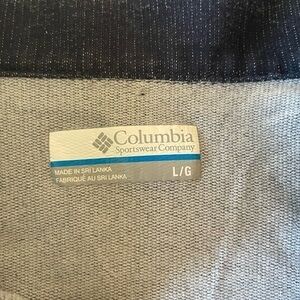 Columbia
Sportswear Company
MADE IN SRI LANKA
FABRIQUÉ AU SRI LANKA
L/G